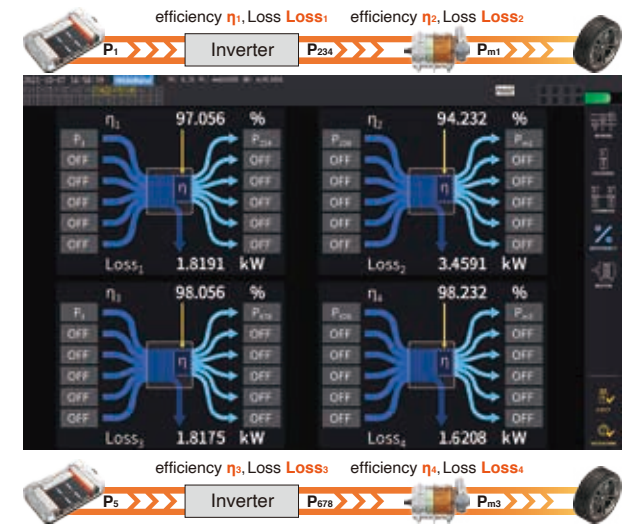 efficiency η1, Loss Loss1 efficiency η2, Loss Loss2
P1 Inverter P234 Pm1
η1 97.056 % η2 94.232 %
P1 P234 P234 Pm1
OFF OFF OFF OFF
OFF OFF OFF OFF
OFF OFF OFF OFF
OFF OFF OFF OFF
OFF OFF OFF OFF
η η
Loss1 1.8191 kW Loss2 3.4591 kW
η3 98.056 % η4 98.232 %
P678 P678
OFF OFF OFF OFF
OFF OFF OFF OFF
OFF OFF OFF OFF
OFF OFF OFF OFF
OFF OFF OFF OFF
η η
Loss3 1.8175 kW Loss4 1.6208 kW
efficiency η3, Loss Loss3 efficiency η4, Loss Loss4
P5 Inverter P678 Pm3